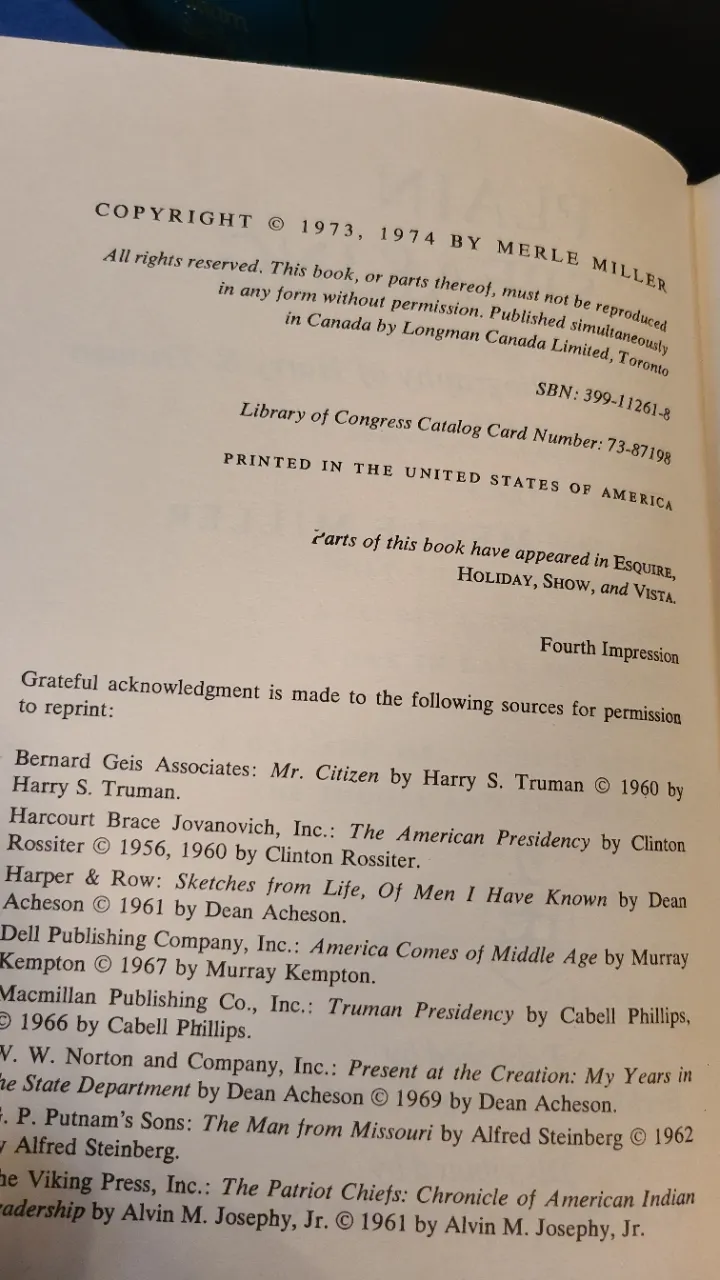 COPYRIGHT © 1973, 1974 BY MERLE MILLER
All rights reserved. This book, or parts thereof, must not be reproduced
in any form without permission. Published simultaneously
in Canada by Longman Canada Limited, Toronto
SBN: 399-11261-8
Library of Congress Catalog Card Number: 73-87198
PRINTED IN THE UNITED STATES OF AMERICA
Parts of this book have appeared in ESQUIRE,
HOLIDAY, SHOW, and VISTA.
Fourth Impression
Grateful acknowledgment is made to the following sources for permission
to reprint:
Bernard Geis Associates: Mr. Citizen by Harry S. Truman © 1960 by
Harry S. Truman.
Harcourt Brace Jovanovich, Inc.: The American Presidency by Clinton
Rossiter © 1956, 1960 by Clinton Rossiter.
Harper & Row: Sketches from Life, Of Men I Have Known by Dean
Acheson © 1961 by Dean Acheson.
Dell Publishing Company, Inc.: America Comes of Middle Age by Murray
Kempton © 1967 by Murray Kempton.
Macmillan Publishing Co., Inc.: Truman Presidency by Cabell Phillips,
© 1966 by Cabell Phillips.
W. W. Norton and Company, Inc.: Present at the Creation: My Years in
he State Department by Dean Acheson © 1969 by Dean Acheson.
. P. Putnam's Sons: The Man from Missouri by Alfred Steinberg © 1962
y Alfred Steinberg.
he Viking Press, Inc.: The Patriot Chiefs: Chronicle of American Indian
eadership by Alvin M. Josephy, Jr. © 1961 by Alvin M. Josephy, Jr.